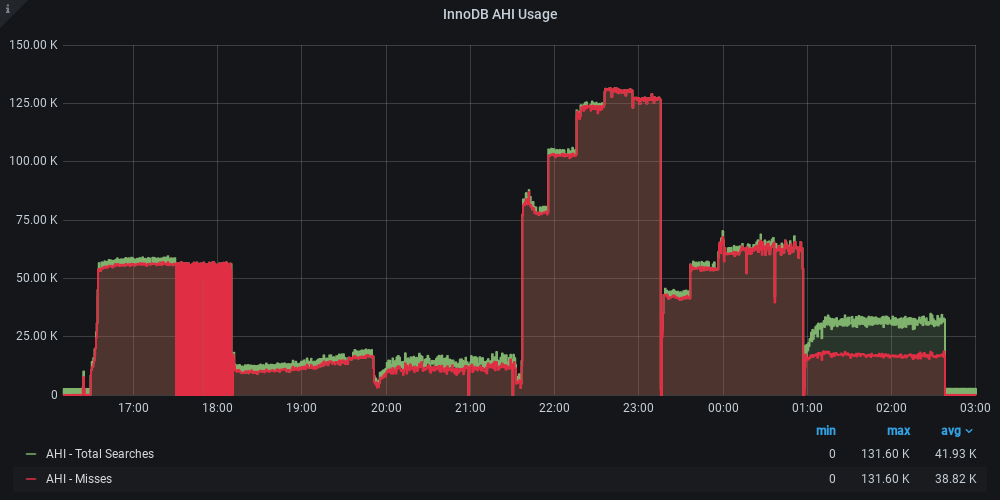 i
InnoDB AHI Usage
150.00 K
125.00 K
100.00 K
75.00 K
50.00 K
25.00 K
0
17:00 18:00 19:00 20:00 21:00 22:00 23:00 00:00 01:00 02:00 03:00
min max avg
AHI - Total Searches 0 131.60 K 41.93 K
AHI - Misses 0 131.60 K 38.82 K